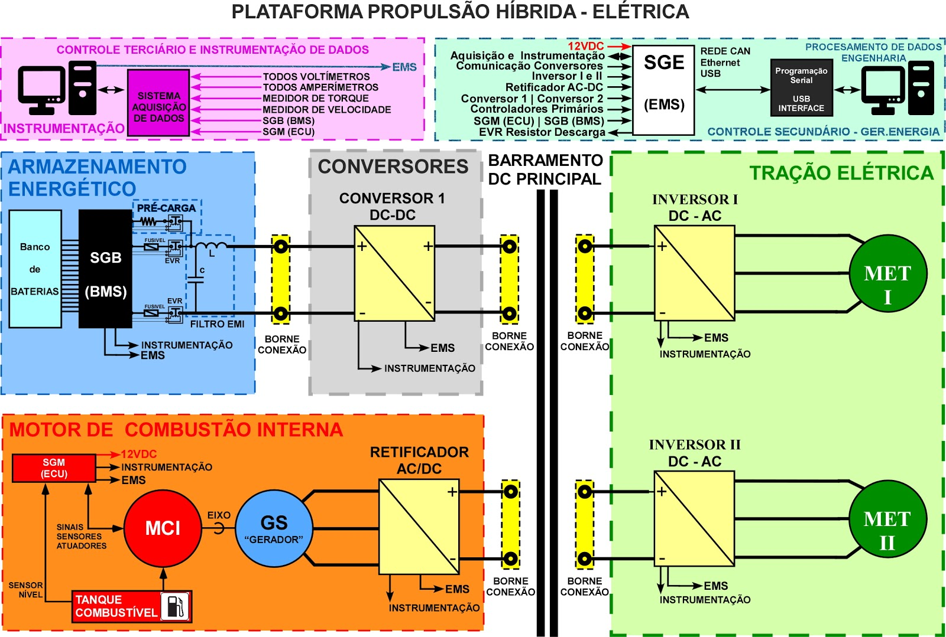 PLATAFORMA PROPULSÃO HÍBRIDA - ELÉTRICA
CONTROLE TERCIÁRIO E INSTRUMENTAÇÃO DE DADOS
EMS
INSTRUMENTAÇÃO
SISTEMA
AQUISIÇÃO
DE DADOS
TODOS VOLTÍMETROS
TODOS AMPERÍMETROS
MEDIDOR DE TORQUE
MEDIDOR DE VELOCIDADE
SGB (BMS)
SGM (ECU)
12VDC
Aquisição e Instrumentação
Comunicação Conversores
Inversor I e II
Retificador AC-DC
Conversor 1 | Conversor 2
Controladores Primários
SGM (ECU) | SGB (BMS)
EVR Resistor Descarga
SGE
(EMS)
REDE CAN
Ethernet
USB
Programação
Serial
USB
INTERFACE
PROCESAMENTO DE DADOS
ENGENHARIA
CONTROLE SECUNDÁRIO - GER.ENERGIA
ARMAZENAMENTO
ENERGÉTICO
Banco
de
BATERIAS
SGB
(BMS)
PRÉ-CARGA
FUSIVEL
EVR
L
C
FUSIVEL
EVR
FILTRO EMI
INSTRUMENTAÇÃO
EMS
BORNE
CONEXÃO
CONVERSORES
CONVERSOR 1
DC-DC
+
+
-
-
EMS
INSTRUMENTAÇÃO
BARRAMENTO
DC PRINCIPAL
BORNE
CONEXÃO
BORNE
CONEXÃO
TRAÇÃO ELÉTRICA
INVERSOR I
DC - AC
+
-
EMS
INSTRUMENTAÇÃO
MET
I
MOTOR DE COMBUSTÃO INTERNA
SGM
(ECU)
12VDC
INSTRUMENTAÇÃO
EMS
SINAIS
SENSORES
ATUADORES
MCI
EIXO
GS
"GERADOR"
SENSOR
NÍVEL
TANQUE
COMBUSTÍVEL
RETIFICADOR
AC/DC
+
-
EMS
INSTRUMENTAÇÃO
BORNE
CONEXÃO
BORNE
CONEXÃO
INVERSOR II
DC - AC
+
-
EMS
INSTRUMENTAÇÃO
MET
II